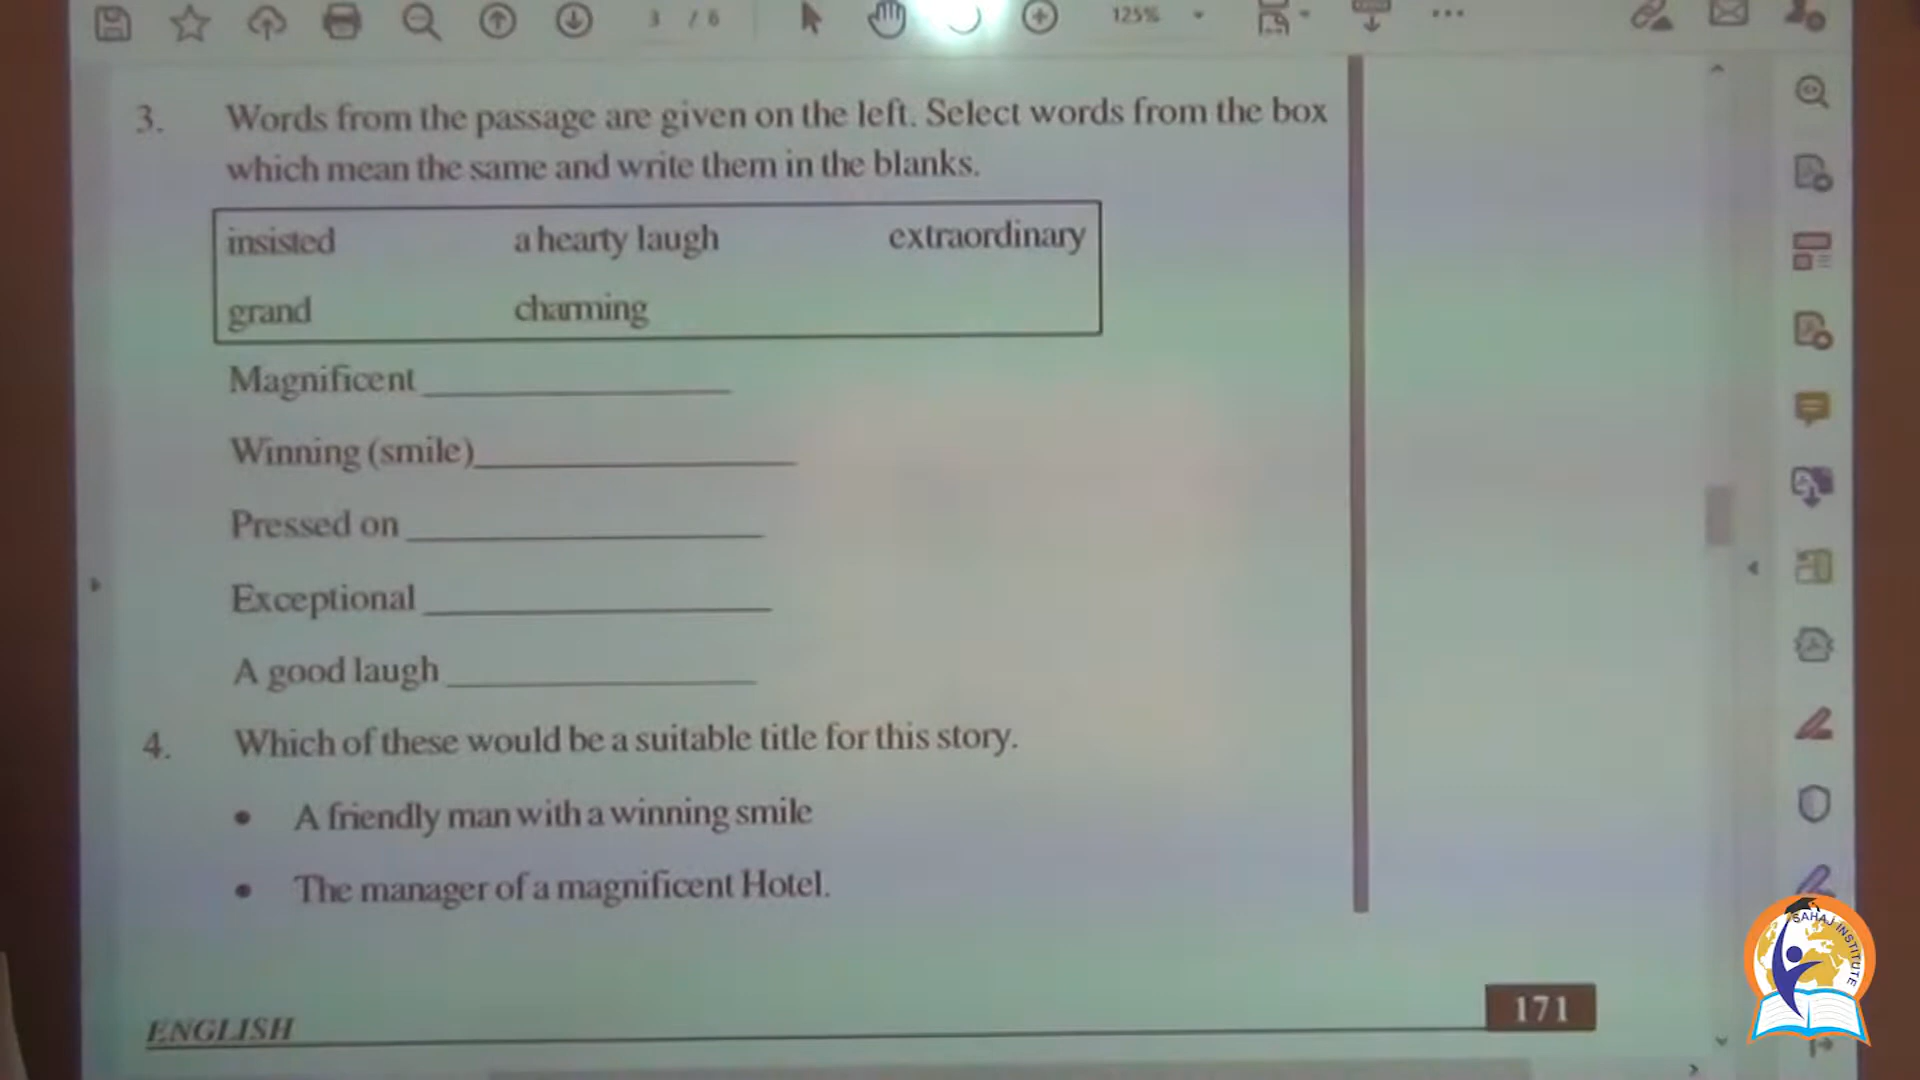 3 / 6
125%
3. Words from the passage are given on the left. Select words from the box
which mean the same and write them in the blanks.
insisted a hearty laugh extraordinary
grand charming
Magnificent
Winning (smile)
Pressed on
Exceptional
A good laugh
4. Which of these would be a suitable title for this story.
• A friendly man with a winning smile
• The manager of a magnificent Hotel.
ENGLISH
171
SAHAJ INSTITUTE